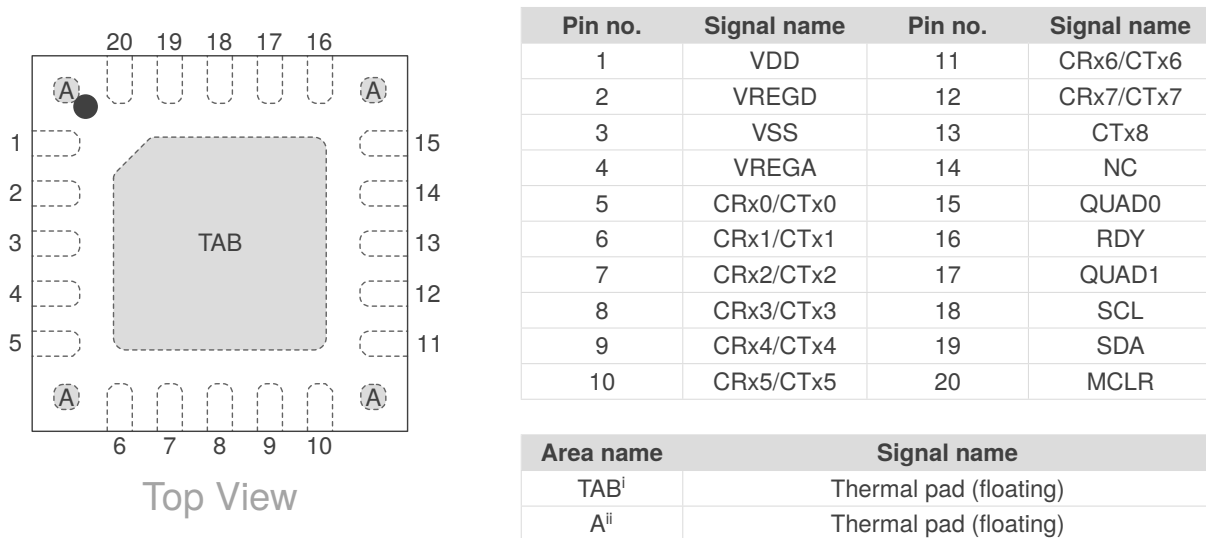 20 19 18 17 16
A A
1 15
2 14
3 TAB 13
4 12
5 11
A A
6 7 8 9 10
Top View
Pin no. Signal name Pin no. Signal name
1 VDD 11 CRx6/CTx6
2 VREGD 12 CRx7/CTx7
3 VSS 13 CTx8
4 VREGA 14 NC
5 CRx0/CTx0 15 QUAD0
6 CRx1/CTx1 16 RDY
7 CRx2/CTx2 17 QUAD1
8 CRx3/CTx3 18 SCL
9 CRx4/CTx4 19 SDA
10 CRx5/CTx5 20 MCLR
Area name Signal name
TABⁱ Thermal pad (floating)
Aⁱⁱ Thermal pad (floating)